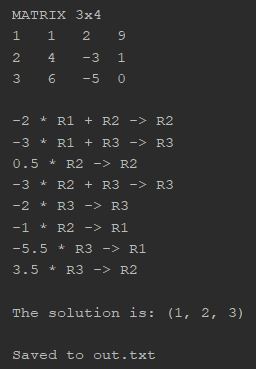 MATRIX 3x4
1 1 2 9
2 4 -3 1
3 6 -5 0
-2 * R1 + R2 -> R2
-3 * R1 + R3 -> R3
0.5 * R2 -> R2
-3 * R2 + R3 -> R3
-2 * R3 -> R3
-1 * R2 -> R1
-5.5 * R3 -> R1
3.5 * R3 -> R2
The solution is: (1, 2, 3)
Saved to out.txt